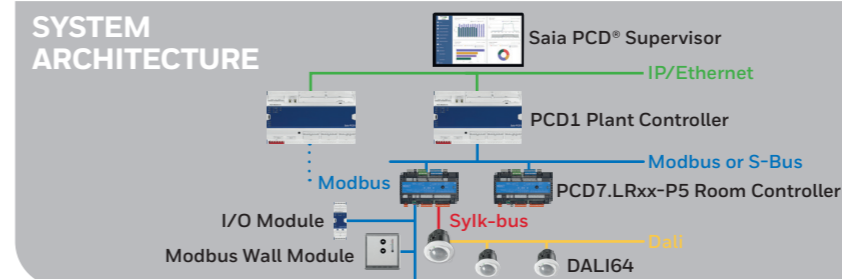 SYSTEM
ARCHITECTURE
Saia PCD® Supervisor
IP/Ethernet
PCD1 Plant Controller
Modbus or S-Bus
Modbus
PCD7.LRxx-P5 Room Controller
I/O Module
Sylk-bus
Modbus Wall Module
Dali
DALI64